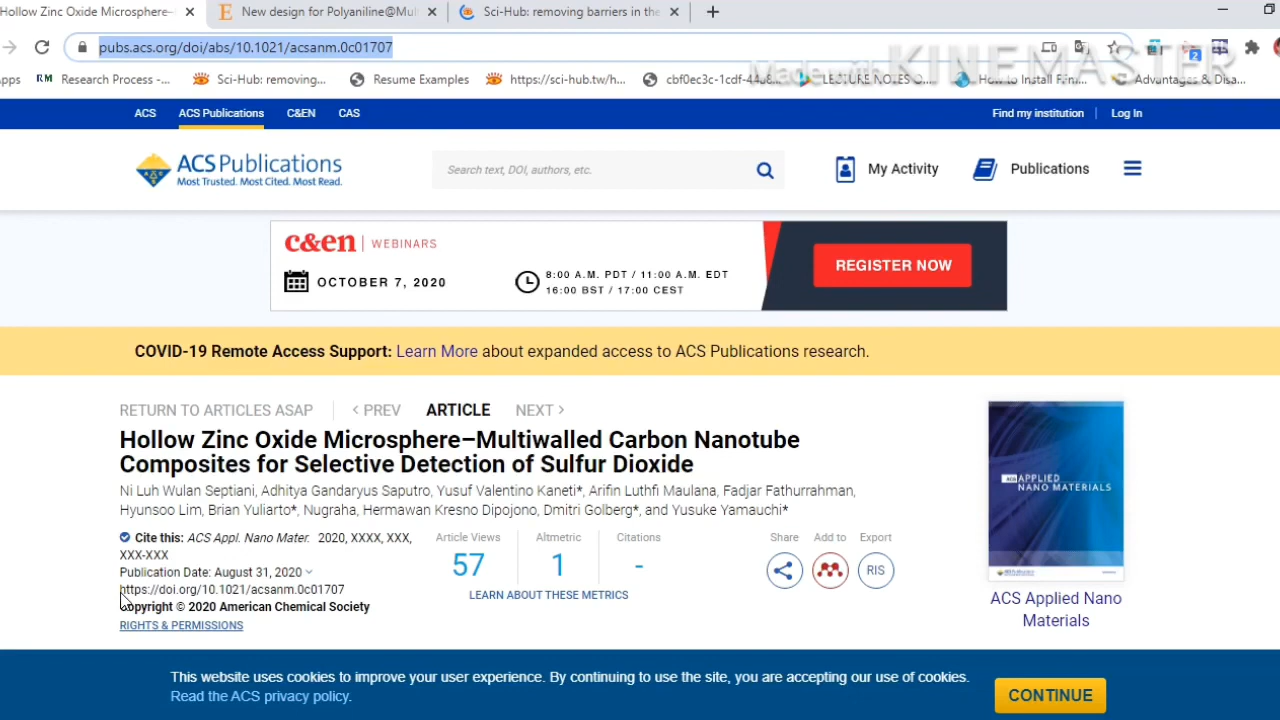 Hollow Zinc Oxide Microsphere–
New design for Polyaniline@Mul
Sci-Hub: removing barriers in the
pubs.acs.org/doi/abs/10.1021/acsanm.0c01707
Made with KINEMASTER
Apps
RM Research Process -...
Sci-Hub: removing...
Resume Examples
https://sci-hub.tw/h...
cbf0ec3c-1cdf-44d8...
LECTURE NOTES O...
How to Install P...
Advantages & Disa...
ACS
ACS Publications
C&EN
CAS
Find my institution
Log In
ACS Publications
Most Trusted. Most Cited. Most Read.
Search text, DOI, authors, etc.
My Activity
Publications
c&en | WEBINARS
OCTOBER 7, 2020
8:00 A.M. PDT / 11:00 A.M. EDT
16:00 BST / 17:00 CEST
REGISTER NOW
COVID-19 Remote Access Support: Learn More about expanded access to ACS Publications research.
RETURN TO ARTICLES ASAP
< PREV
ARTICLE
NEXT >
Hollow Zinc Oxide Microsphere–Multiwalled Carbon Nanotube
Composites for Selective Detection of Sulfur Dioxide
Ni Luh Wulan Septiani, Adhitya Gandaryus Saputro, Yusuf Valentino Kaneti*, Arifin Luthfi Maulana, Fadjar Fathurrahman,
Hyunsoo Lim, Brian Yuliarto*, Nugraha, Hermawan Kresno Dipojono, Dmitri Golberg*, and Yusuke Yamauchi*
Cite this: ACS Appl. Nano Mater. 2020, XXXX, XXX,
XXX-XXX
Publication Date: August 31, 2020
https://doi.org/10.1021/acsanm.0c01707
Copyright © 2020 American Chemical Society
RIGHTS & PERMISSIONS
Article Views
57
Altmetric
1
Citations
-
LEARN ABOUT THESE METRICS
Share
Add to
Export
RIS
ACS APPLIED
NANO MATERIALS
ACS Applied Nano
Materials
This website uses cookies to improve your user experience. By continuing to use the site, you are accepting our use of cookies.
Read the ACS privacy policy.
CONTINUE
2